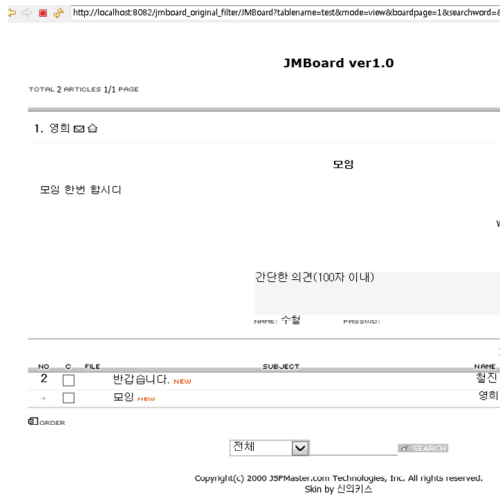 http://localhost:8082/jmboard_original_filter/JMBoard?tablename=test&mode=view&boardpage=1&searchword=&
JMBoard ver1.0
TOTAL 2 ARTICLES 1/1 PAGE
1. 영희
모임
모임 한번 합시다
간단한 의견(100자 이내)
NAME: 수철 PASSWD:
NO C FILE SUBJECT NAME
2 반갑습니다. NEW 철진
모임 NEW 영희
ORDER
전체 SEARCH
Copyright(c) 2000 JSPMaster.com Technologies, Inc. All rights reserved.
Skin by 신의키스